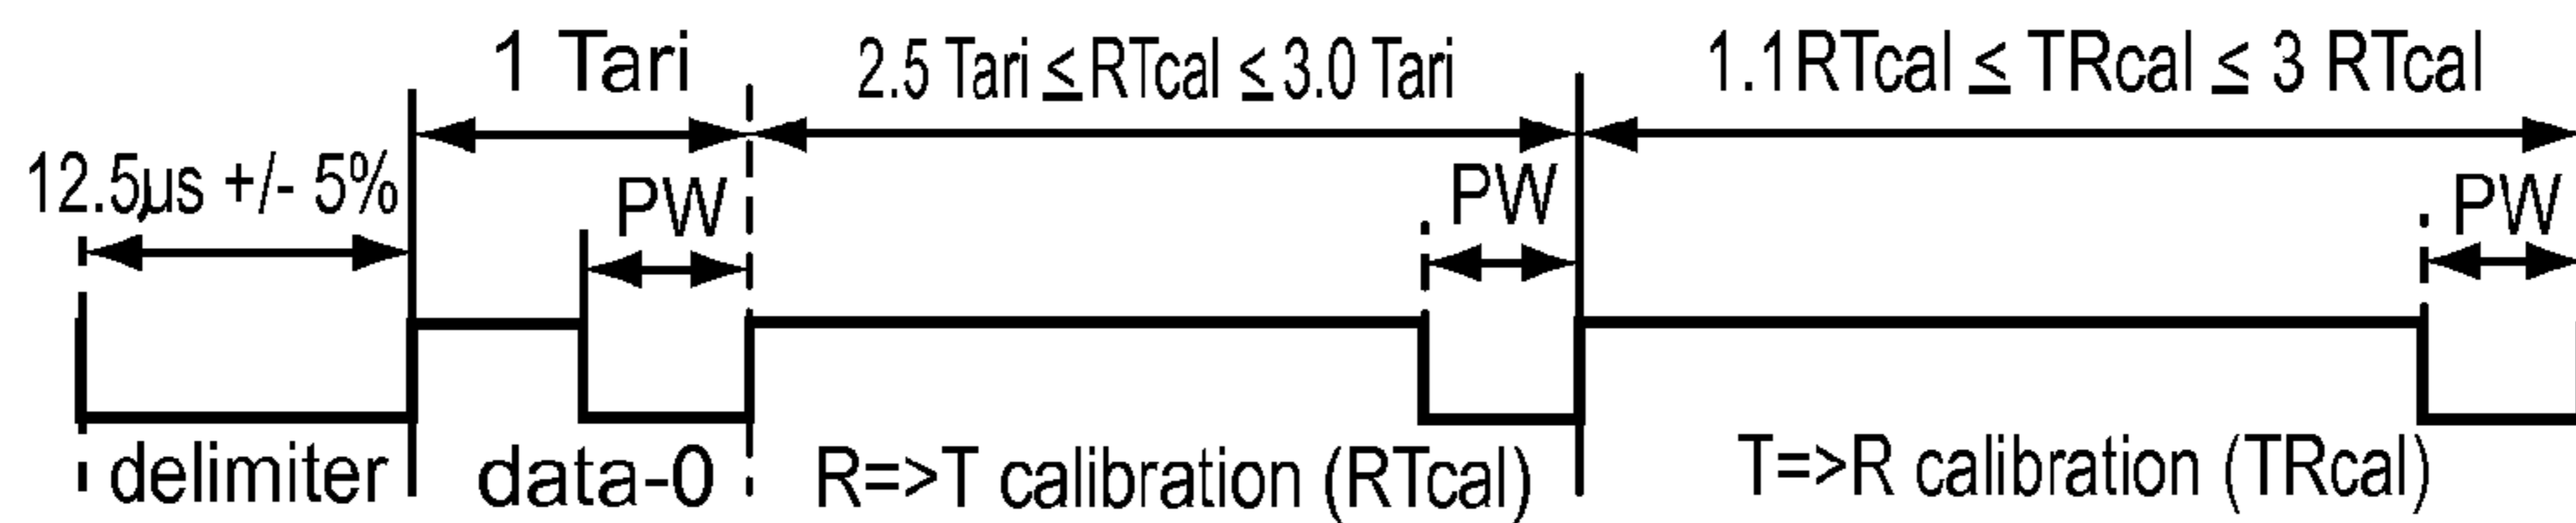 1 Tari
2.5 Tari ≤ RTcal ≤ 3.0 Tari
1.1RTcal ≤ TRcal ≤ 3 RTcal
12.5µs +/- 5%
PW
PW
PW
delimiter
data-0
R=>T calibration (RTcal)
T=>R calibration (TRcal)